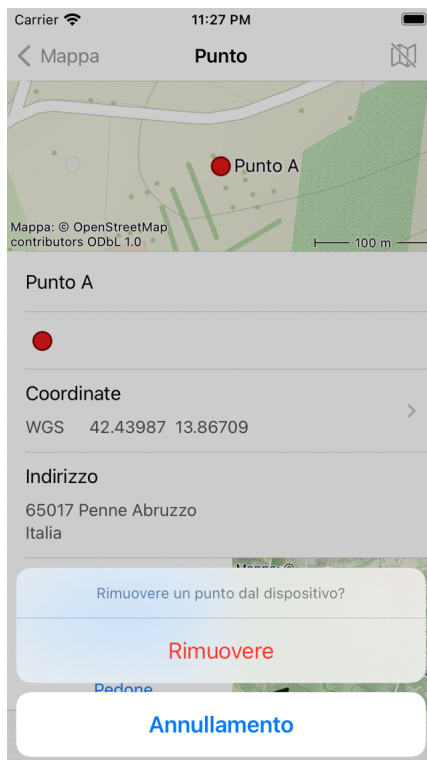 Carrier 11:27 PM
Mappa Punto
Punto A
Mappa: © OpenStreetMap
contributors ODbL 1.0
100 m
Punto A
Coordinate
WGS 42.43987 13.86709
Indirizzo
65017 Penne Abruzzo
Italia
Mappa: ©
Rimuovere un punto dal dispositivo?
Rimuovere
Pedone
Annullamento